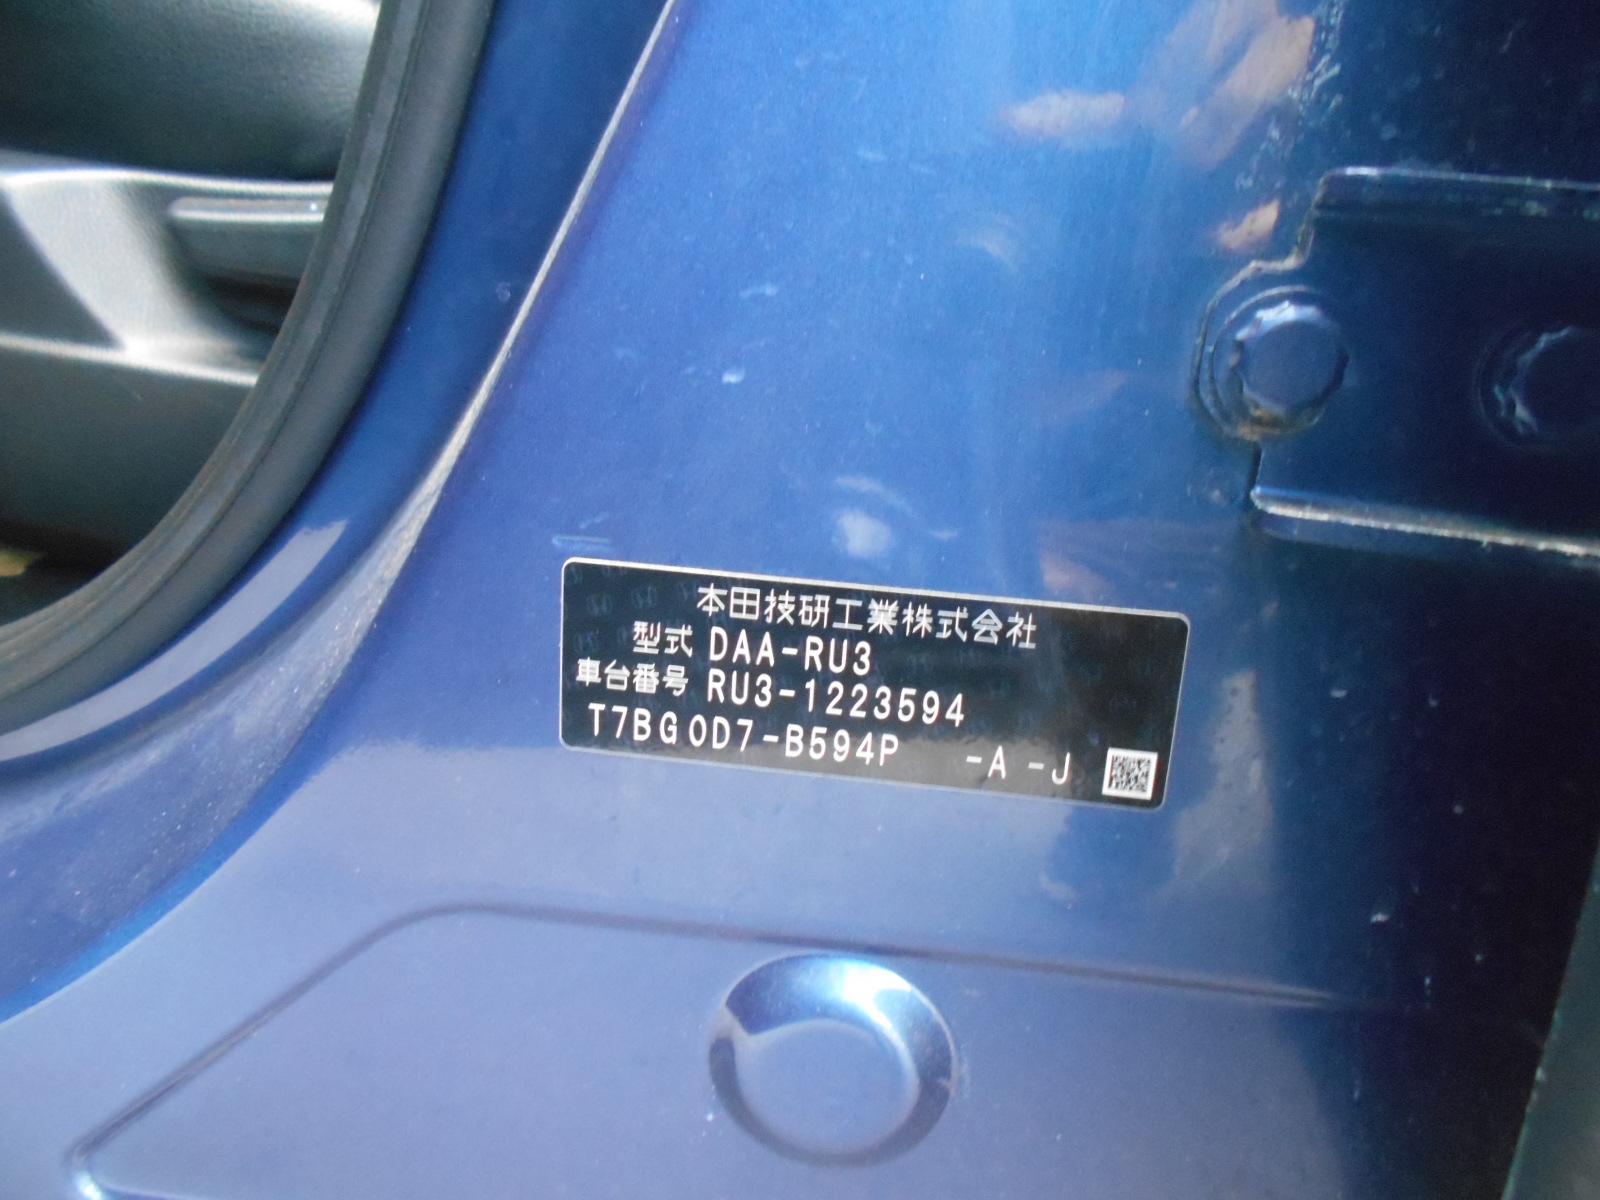 本田技研工業株式会社
型式 DAA-RU3
車台番号 RU3-1223594
T7BG0D7-B594P -A -J